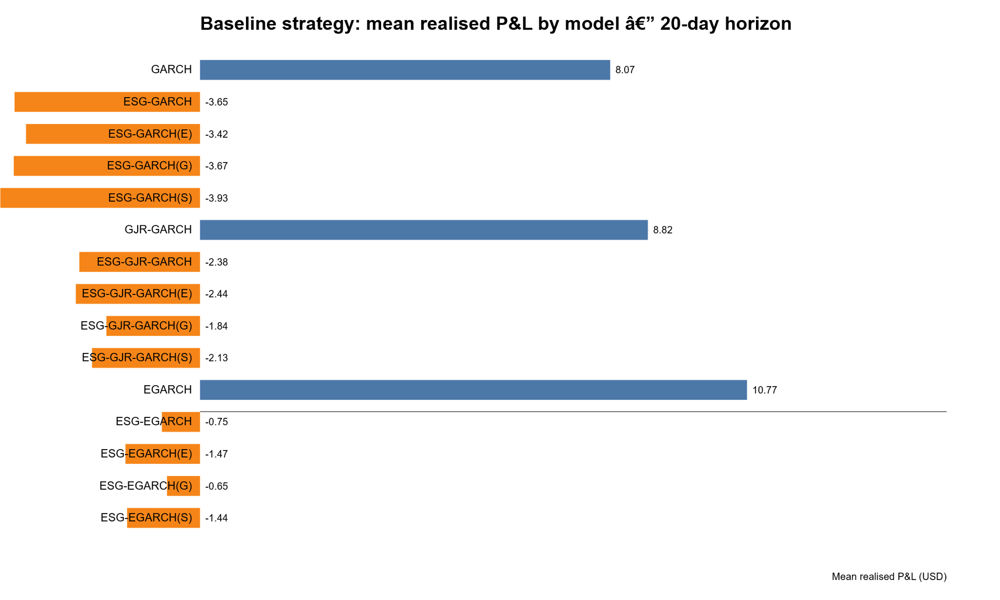 Baseline strategy: mean realised P&L by model â€” 20-day horizon
GARCH 8.07
ESG-GARCH -3.65
ESG-GARCH(E) -3.42
ESG-GARCH(G) -3.67
ESG-GARCH(S) -3.93
GJR-GARCH 8.82
ESG-GJR-GARCH -2.38
ESG-GJR-GARCH(E) -2.44
ESG-GJR-GARCH(G) -1.84
ESG-GJR-GARCH(S) -2.13
EGARCH 10.77
ESG-EGARCH -0.75
ESG-EGARCH(E) -1.47
ESG-EGARCH(G) -0.65
ESG-EGARCH(S) -1.44
Mean realised P&L (USD)